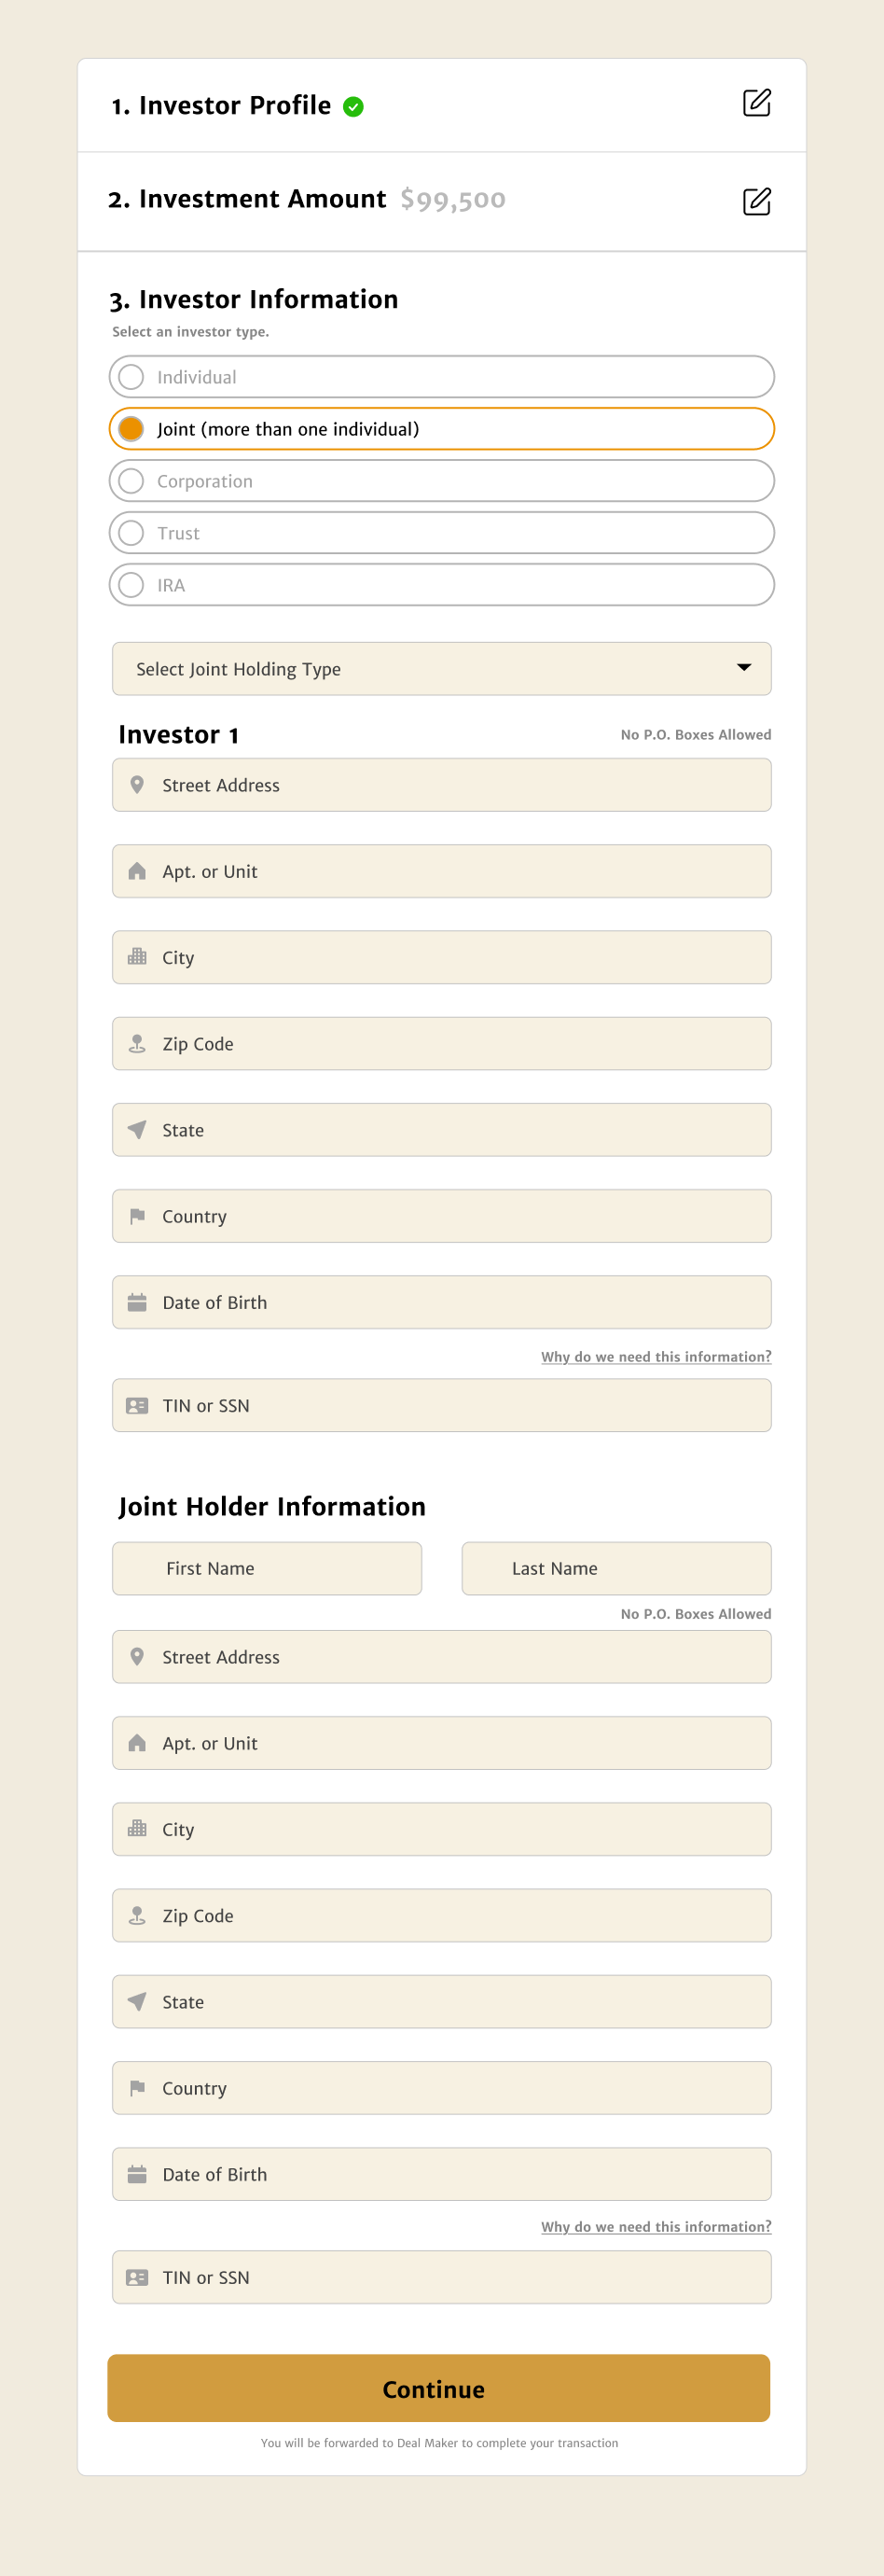 1. Investor Profile
2. Investment Amount $99,500
3. Investor Information
Select an investor type.
Individual
Joint (more than one individual)
Corporation
Trust
IRA
Select Joint Holding Type
Investor 1
No P.O. Boxes Allowed
Street Address
Apt. or Unit
City
Zip Code
State
Country
Date of Birth
Why do we need this information?
TIN or SSN
Joint Holder Information
First Name
Last Name
No P.O. Boxes Allowed
Street Address
Apt. or Unit
City
Zip Code
State
Country
Date of Birth
Why do we need this information?
TIN or SSN
Continue
You will be forwarded to Deal Maker to complete your transaction